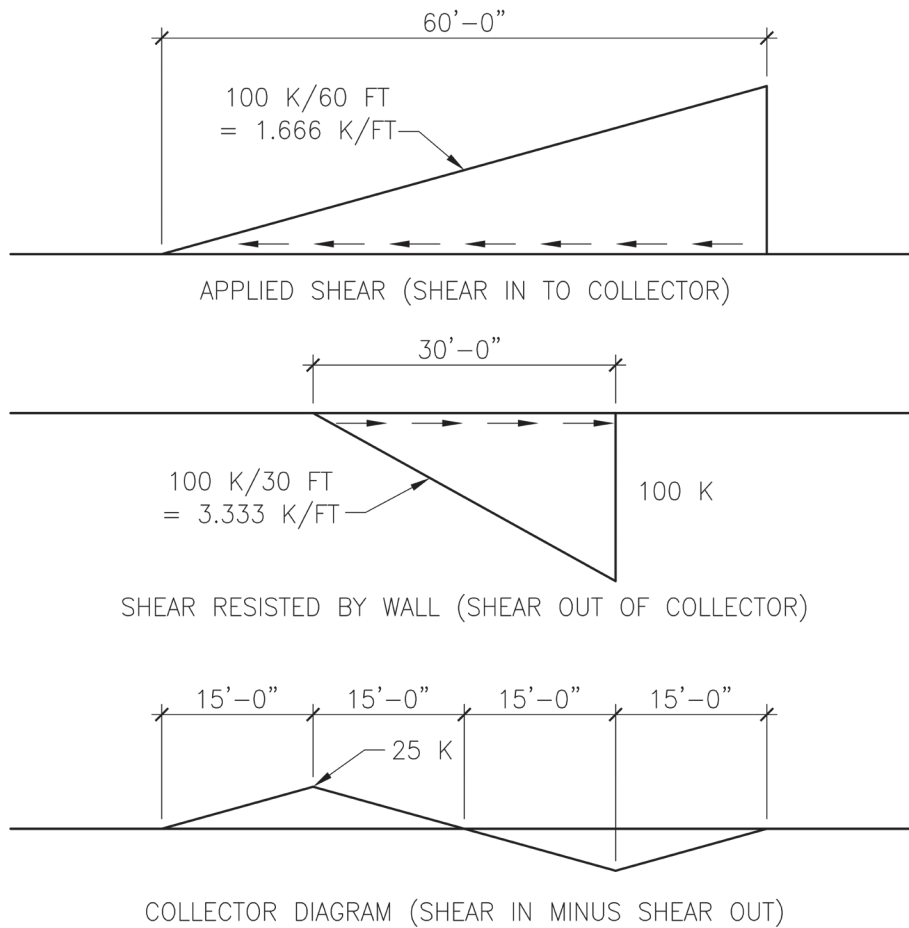 60'-0"
100 K/60 FT
= 1.666 K/FT
APPLIED SHEAR (SHEAR IN TO COLLECTOR)
30'-0"
100 K/30 FT
= 3.333 K/FT
100 K
SHEAR RESISTED BY WALL (SHEAR OUT OF COLLECTOR)
15'-0" 15'-0" 15'-0" 15'-0"
25 K
COLLECTOR DIAGRAM (SHEAR IN MINUS SHEAR OUT)